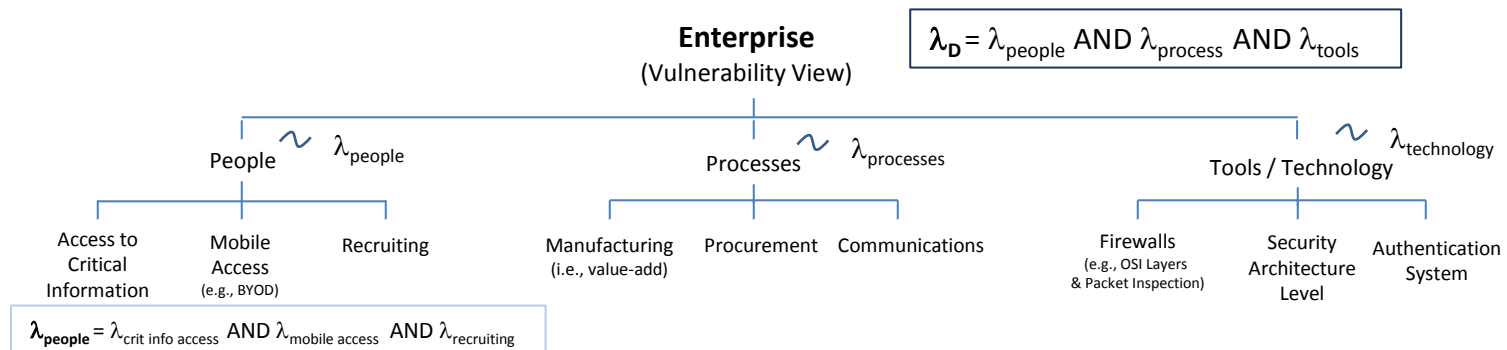 Enterprise
(Vulnerability View)
λD = λpeople AND λprocess AND λtools
People
λpeople
Processes
λprocesses
Tools / Technology
λtechnology
Access to
Critical
Information
Mobile
Access
(e.g., BYOD)
Recruiting
Manufacturing
(i.e., value-add)
Procurement
Communications
Firewalls
(e.g., OSI Layers
& Packet Inspection)
Security
Architecture
Level
Authentication
System
λpeople = λcrit info access AND λmobile access AND λrecruiting